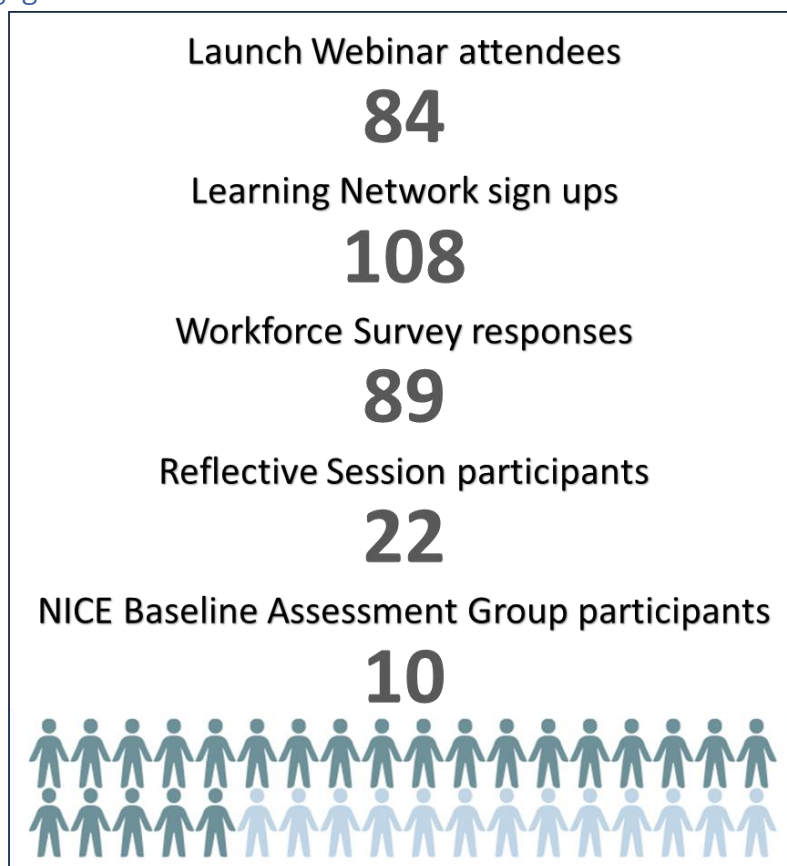 Launch Webinar attendees
84
Learning Network sign ups
108
Workforce Survey responses
89
Reflective Session participants
22
NICE Baseline Assessment Group participants
10